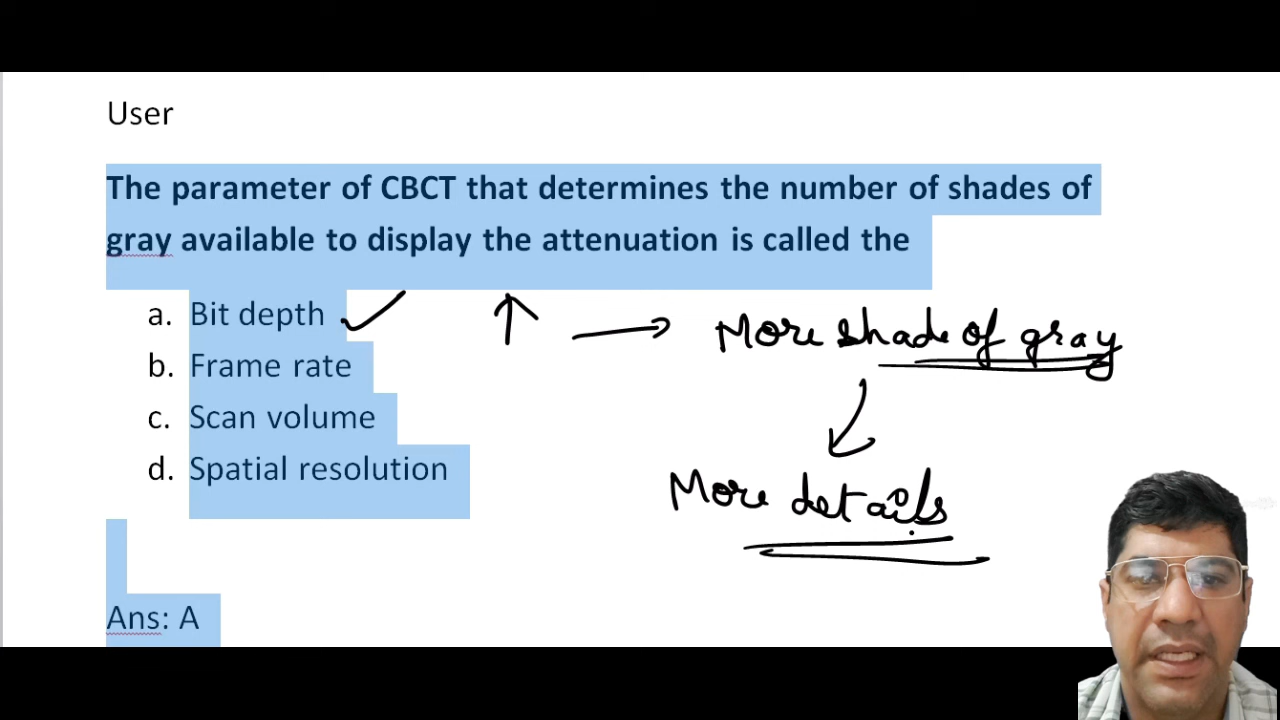 User
The parameter of CBCT that determines the number of shades of
gray available to display the attenuation is called the
a. Bit depth
More shade of gray
b. Frame rate
c. Scan volume
d. Spatial resolution
More details
Ans: A